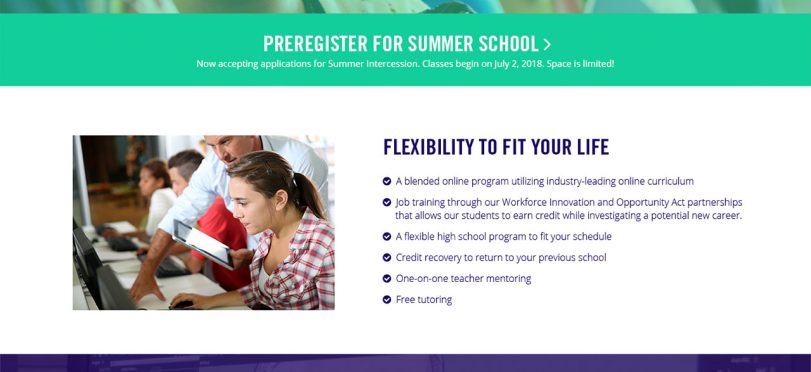 PREREGISTER FOR SUMMER SCHOOL >
Now accepting applications for Summer Intercession. Classes begin on July 2, 2018. Space is limited!
FLEXIBILITY TO FIT YOUR LIFE
A blended online program utilizing industry-leading online curriculum
Job training through our Workforce Innovation and Opportunity Act partnerships
that allows our students to earn credit while investigating a potential new career.
A flexible high school program to fit your schedule
Credit recovery to return to your previous school
One-on-one teacher mentoring
Free tutoring